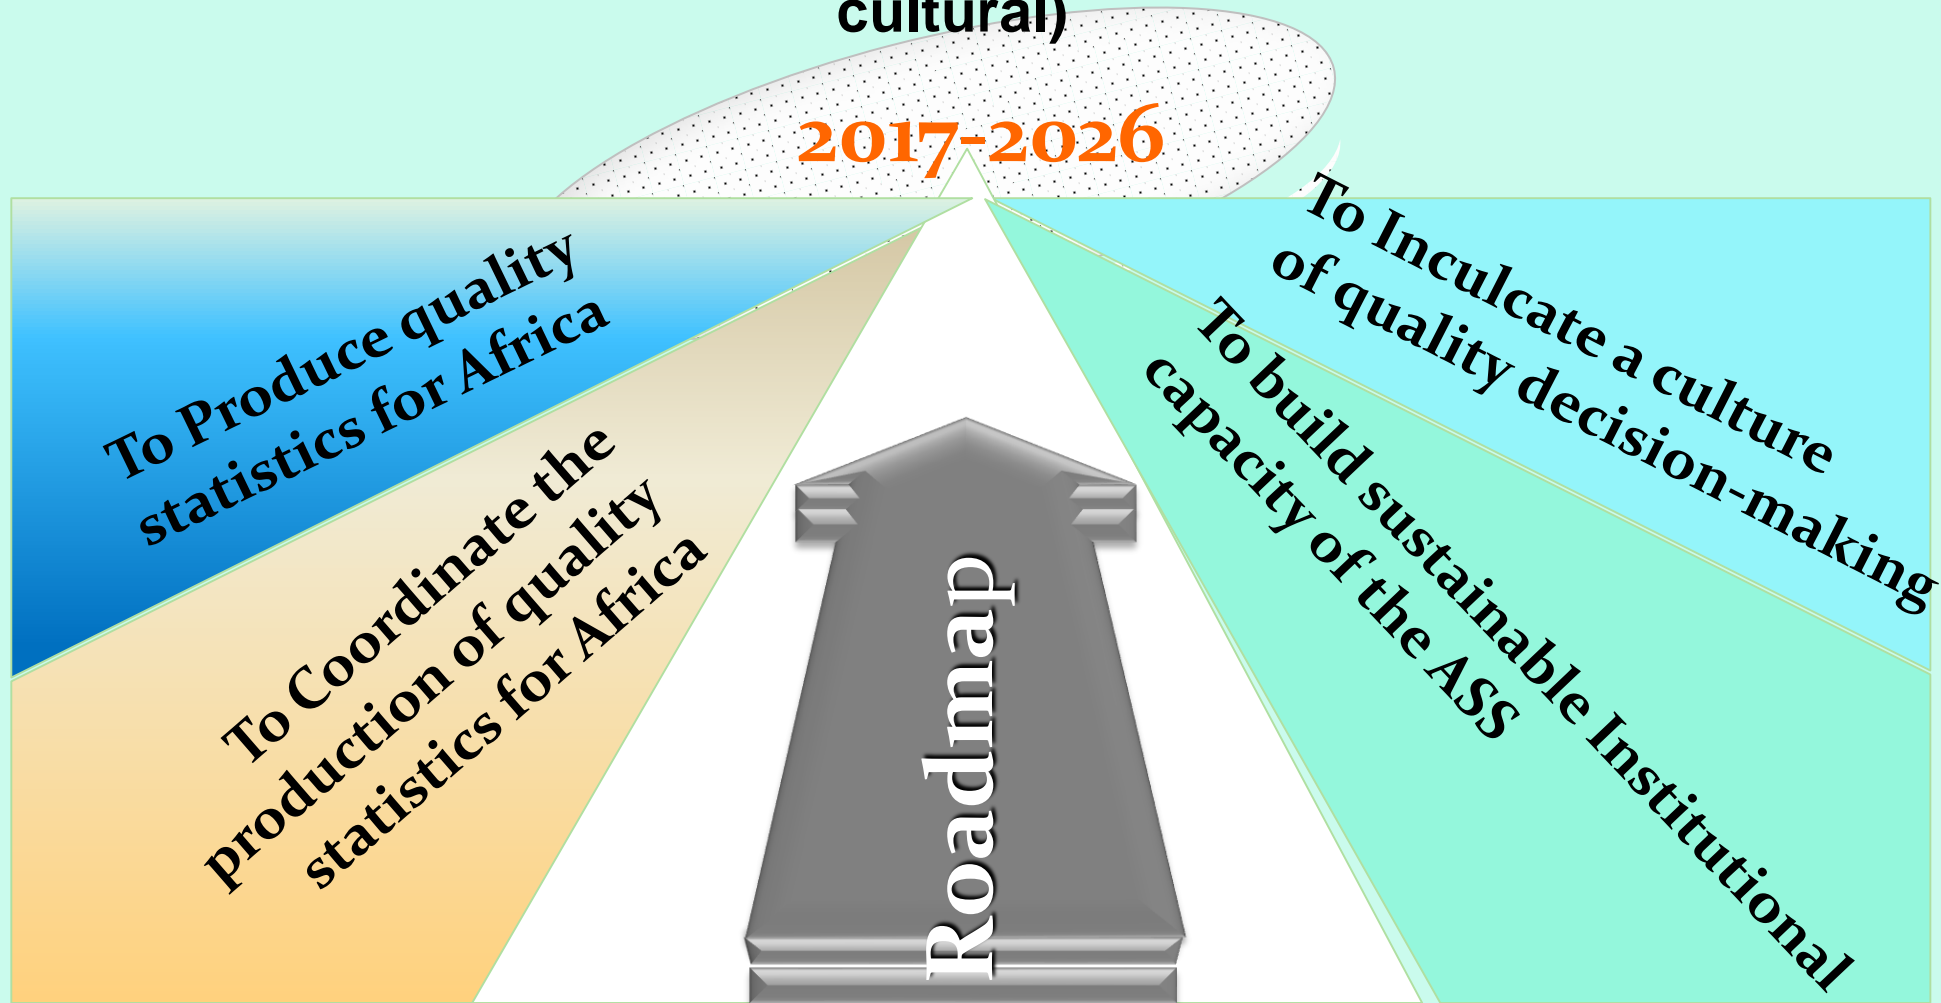 cultural)
2017-2026
To Produce quality
statistics for Africa
To Coordinate the
production of quality
statistics for Africa
Roadmap
To build sustainable Institutional
capacity of the ASS
To Inculcate a culture
of quality decision-making